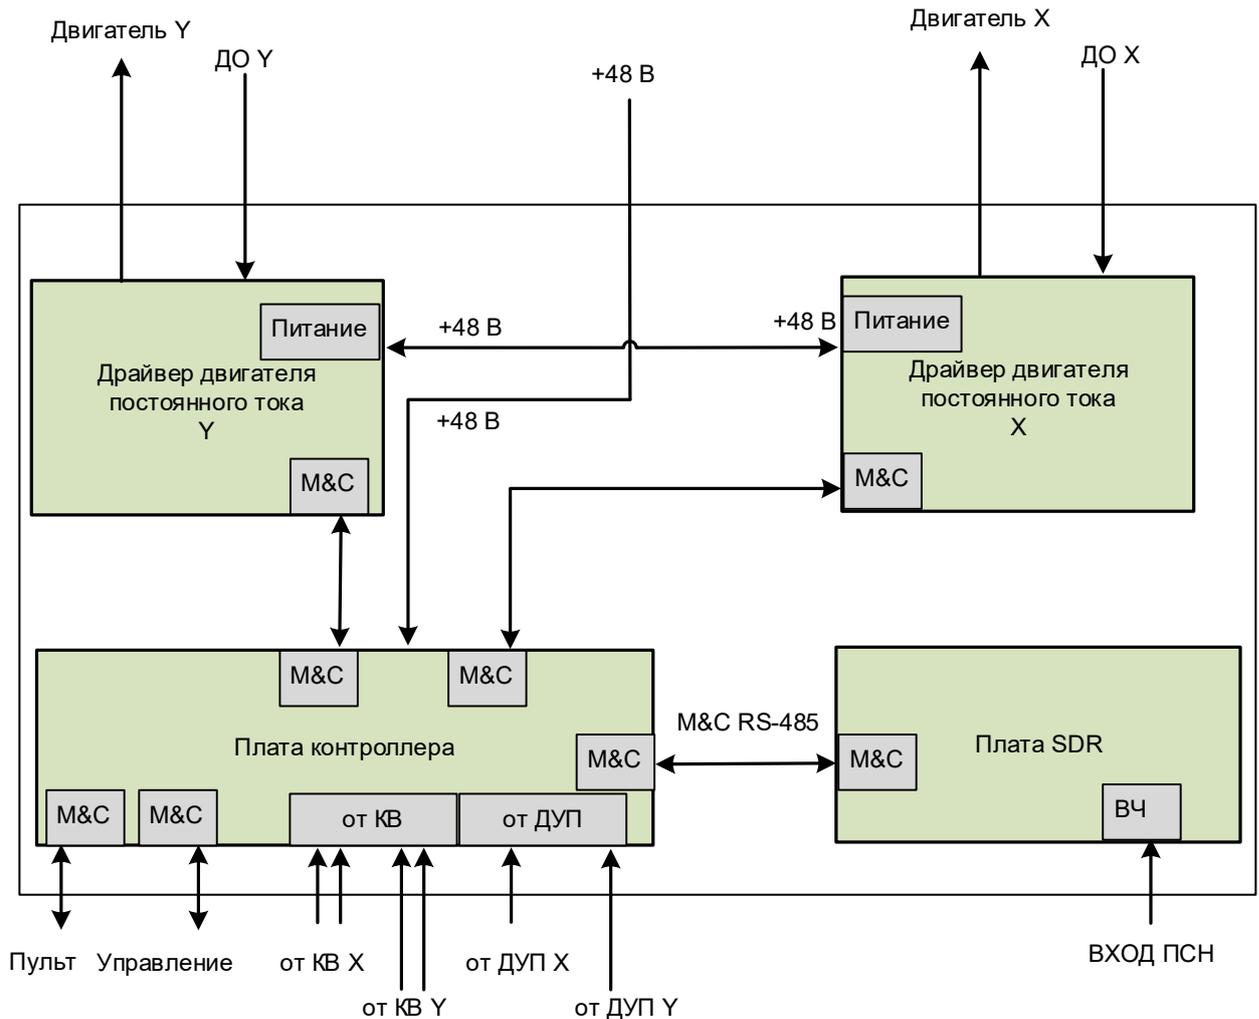 Двигатель Y
ДО Y
+48 В
Двигатель X
ДО X
Питание
+48 В
+48 В
Питание
Драйвер двигателя
постоянного тока
Y
Драйвер двигателя
постоянного тока
X
+48 В
M&C
M&C
M&C
M&C
M&C RS-485
Плата контроллера
M&C
M&C
Плата SDR
M&C
M&C
от КВ
от ДУП
ВЧ
Пульт
Управление
от КВ X
от ДУП X
ВХОД ПСН
от КВ Y
от ДУП Y